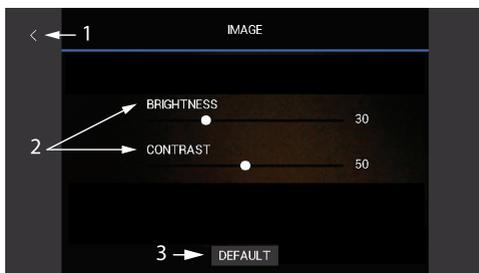 < 1 IMAGE
BRIGHTNESS
30
2
CONTRAST
50
3 DEFAULT